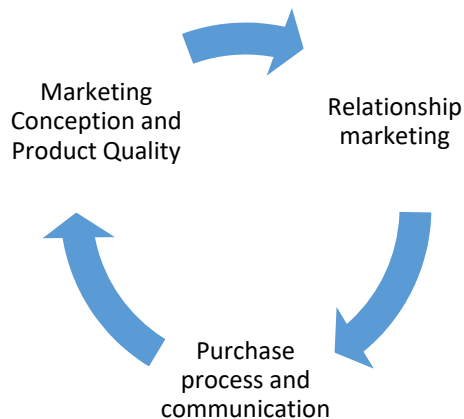 Marketing
Conception and
Product Quality
Relationship
marketing
Purchase
process and
communication